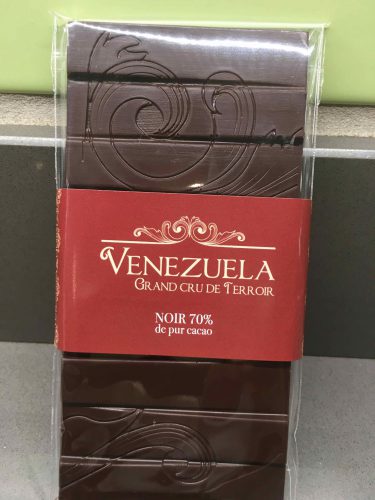 VENEZUELA
GRAND CRU DE TERROIR
NOIR 70%
de pur cacao